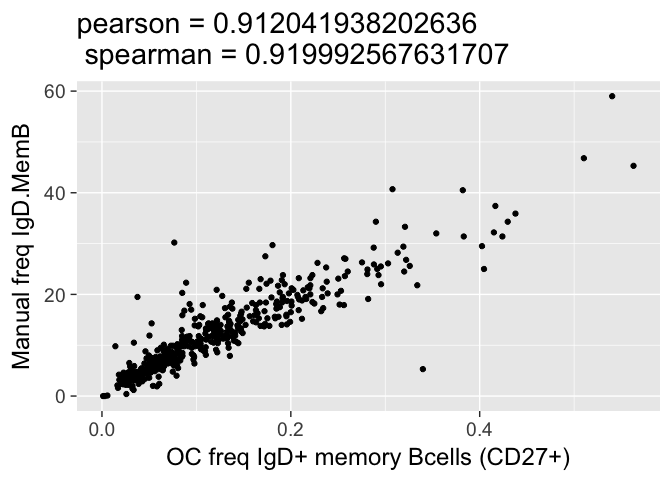 pearson = 0.912041938202636
spearman = 0.919992567631707
60
40
20
0
Manual freq IgD.MemB
0.0
0.2
0.4
OC freq IgD+ memory Bcells (CD27+)